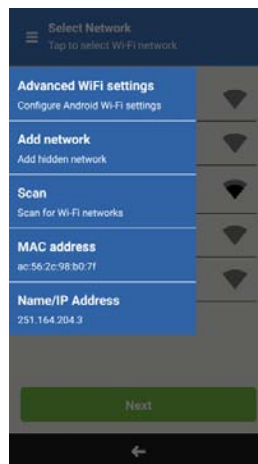 Select Network
Tap to select Wi-Fi network
Advanced WiFi settings
Configure Android Wi-Fi settings
Add network
Add hidden network
Scan
Scan for Wi-Fi networks
MAC address
ac:56:2c:98:b0:7f
Name/IP Address
251.164.204.3
Next